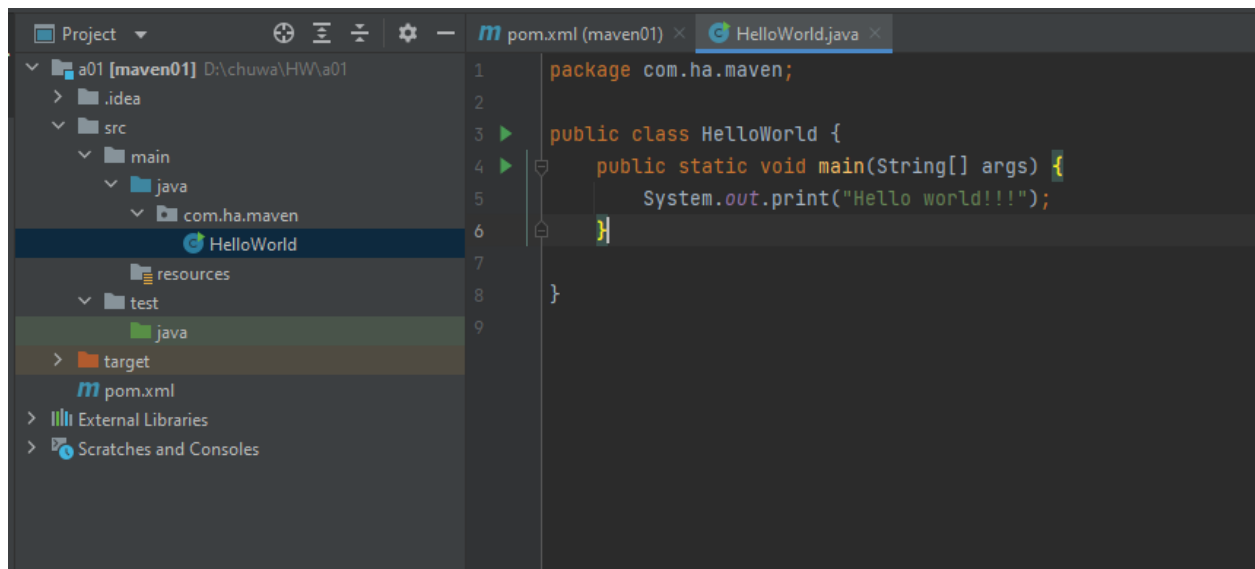 Project
a01 [maven01] D:\chuwa\HW\a01
.idea
src
main
java
com.ha.maven
HelloWorld
resources
test
java
target
pom.xml
External Libraries
Scratches and Consoles
pom.xml (maven01) HelloWorld.java
1 package com.ha.maven;
2
3 public class HelloWorld {
4 public static void main(String[] args) {
5 System.out.print("Hello world!!!");
6 }
7
8 }
9